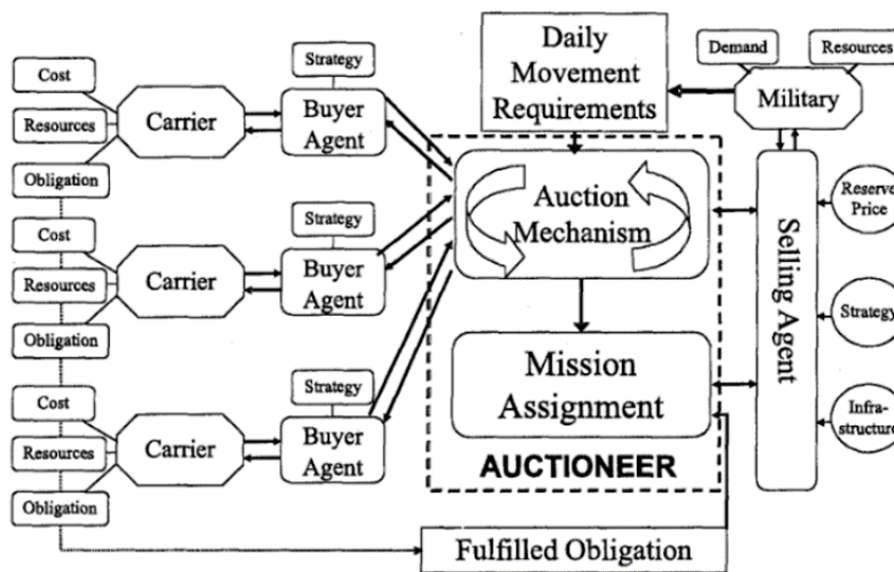 Cost
Resources
Obligation
Carrier
Strategy
Buyer
Agent
Cost
Resources
Obligation
Carrier
Strategy
Buyer
Agent
Cost
Resources
Obligation
Carrier
Strategy
Buyer
Agent
Daily
Movement
Requirements
Auction
Mechanism
Mission
Assignment
AUCTIONEER
Fulfilled Obligation
Demand
Resources
Military
Selling Agent
Reserve
Price
Strategy
Infra-
structure